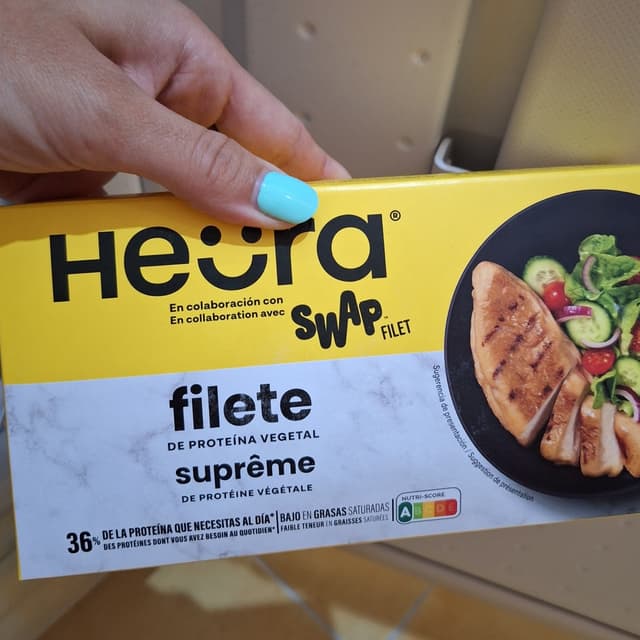 Heüra®
En colaboración con
En collaboration avec
SWAP™ FILET
filete
DE PROTEÍNA VEGETAL
suprême
DE PROTÉINE VÉGÉTALE
36% DE LA PROTEÍNA QUE NECESITAS AL DÍA*
DES PROTÉINES DONT VOUS AVEZ BESOIN AU QUOTIDIEN*
BAJO EN GRASAS SATURADAS
FAIBLE TENEUR EN GRAISSES SATURÉES
NUTRI-SCORE
A B C D E
Sugerencia de presentación / Suggestion de présentation